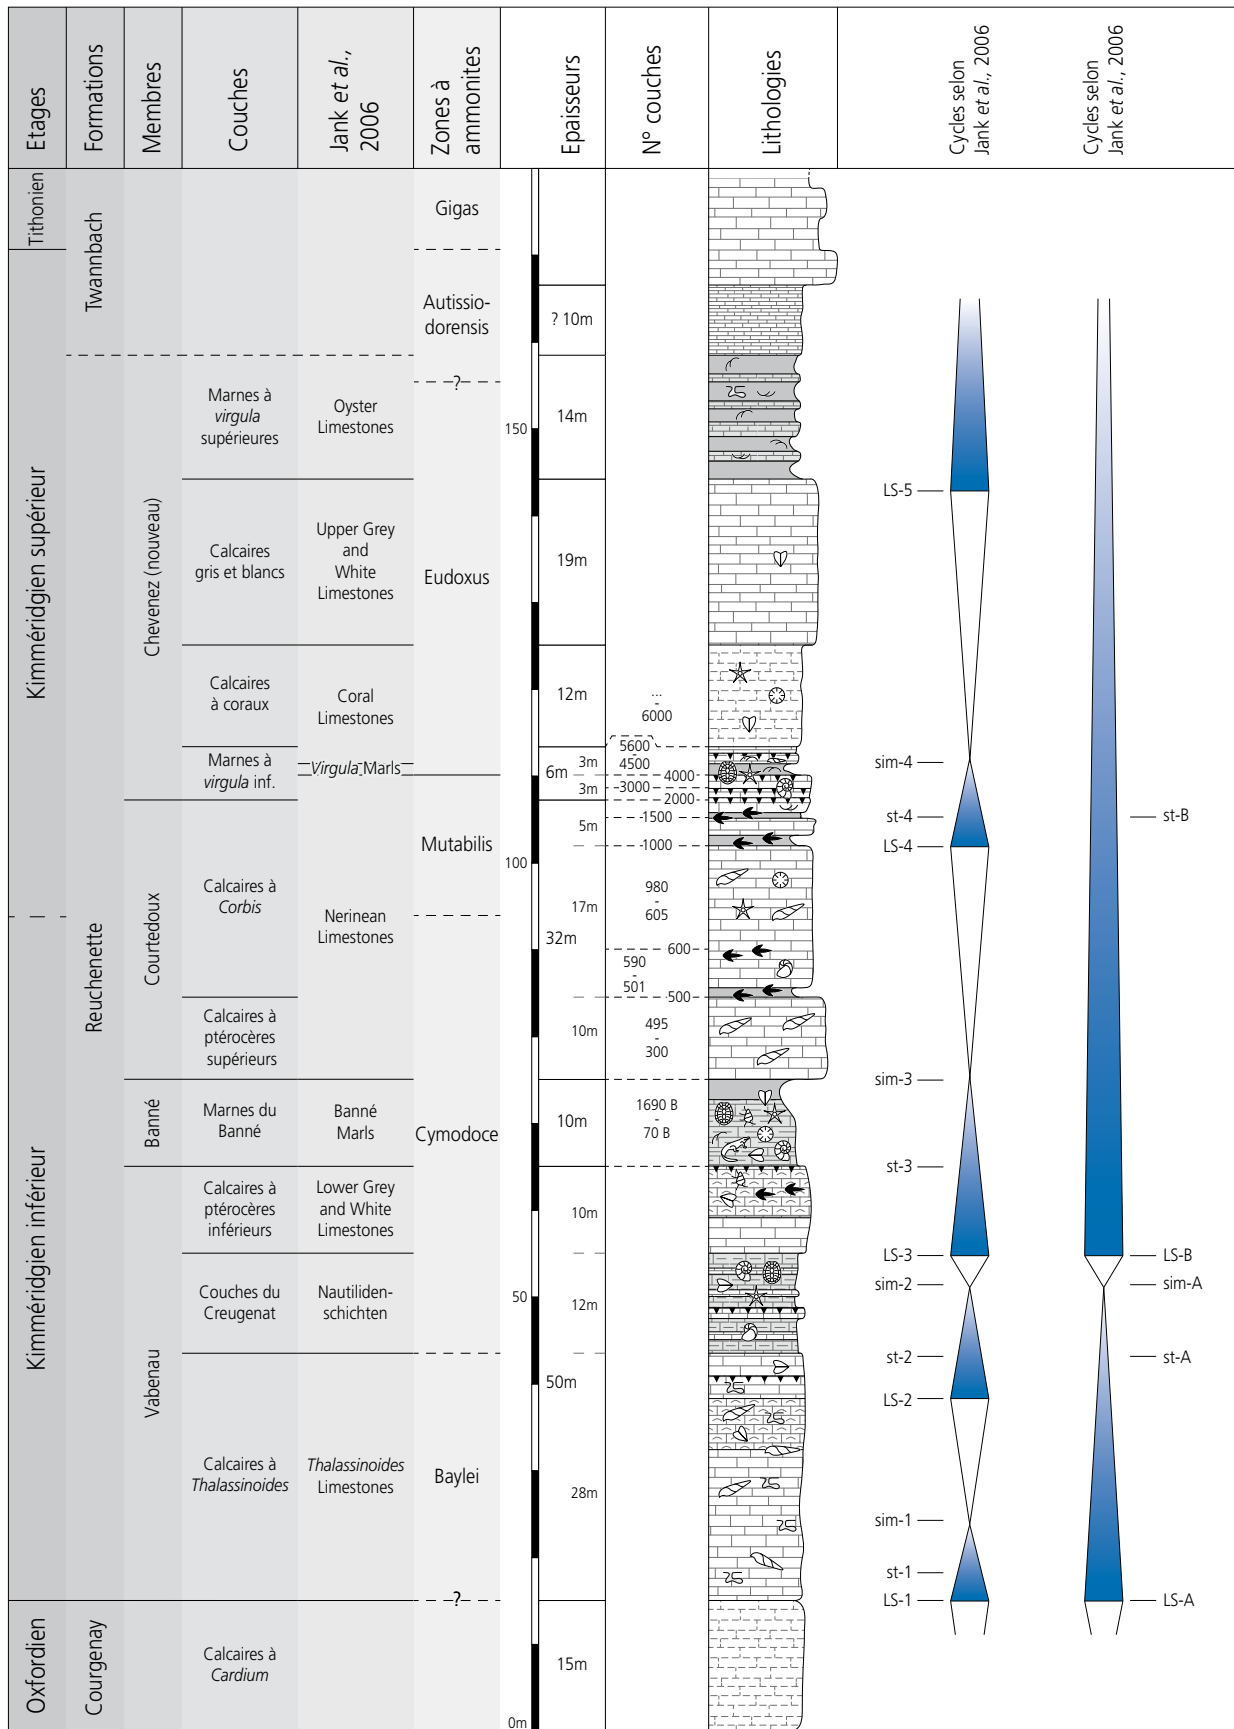 Etages
Formations
Membres
Couches
Jank et al.,
2006
Zones à
ammonites
Epaisseurs
N° couches
Lithologies
Cycles selon
Jank et al., 2006
Cycles selon
Jank et al., 2006
Tithonien
Kimméridgien supérieur
Kimméridgien inférieur
Oxfordien
Twannbach
Reuchenette
Courgenay
Chevenez (nouveau)
Courtedoux
Banné
Vabenau
Marnes à
virgula
supérieures
Calcaires
gris et blancs
Calcaires
à coraux
Marnes à
virgula inf.
Calcaires à
Corbis
Calcaires à
ptérocères
supérieurs
Marnes du
Banné
Calcaires à
ptérocères
inférieurs
Couches du
Creugenat
Calcaires à
Thalassinoides
Calcaires à
Cardium
Oyster
Limestones
Upper Grey
and
White
Limestones
Coral
Limestones
Virgula Marls
Nerinean
Limestones
Banné
Marls
Lower Grey
and White
Limestones
Nautiliden-
schichten
Thalassinoides
Limestones
Gigas
Autissio-
dorensis
?
Eudoxus
Mutabilis
Cymodoce
Baylei
?
150
100
50
0m
? 10m
14m
19m
12m
6m
3m
3m
5m
17m
32m
10m
10m
10m
12m
50m
28m
15m
...
-
6000
5600
-
4500
4000
3000
2000
1500
1000
980
-
605
600
590
-
501
500
495
-
300
1690 B
-
70 B
LS-5
sim-4
st-4
LS-4
sim-3
st-3
LS-3
sim-2
st-2
LS-2
sim-1
st-1
LS-1
st-B
LS-B
sim-A
st-A
LS-A